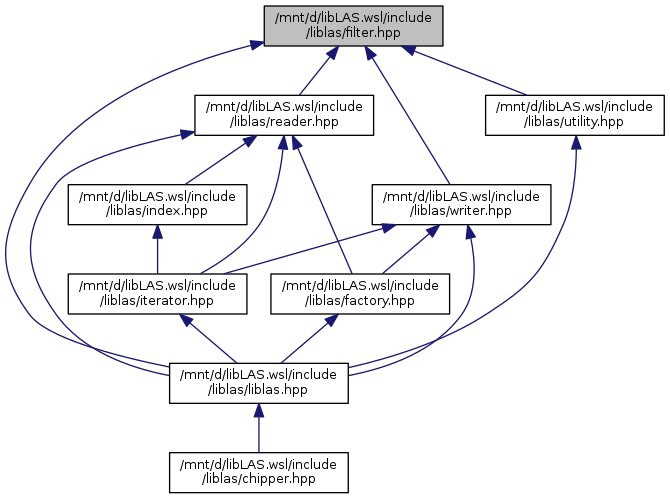 /mnt/d/libLAS.wsl/include
/liblas/filter.hpp
/mnt/d/libLAS.wsl/include
/liblas/reader.hpp
/mnt/d/libLAS.wsl/include
/liblas/utility.hpp
/mnt/d/libLAS.wsl/include
/liblas/index.hpp
/mnt/d/libLAS.wsl/include
/liblas/writer.hpp
/mnt/d/libLAS.wsl/include
/liblas/iterator.hpp
/mnt/d/libLAS.wsl/include
/liblas/factory.hpp
/mnt/d/libLAS.wsl/include
/liblas/liblas.hpp
/mnt/d/libLAS.wsl/include
/liblas/chipper.hpp